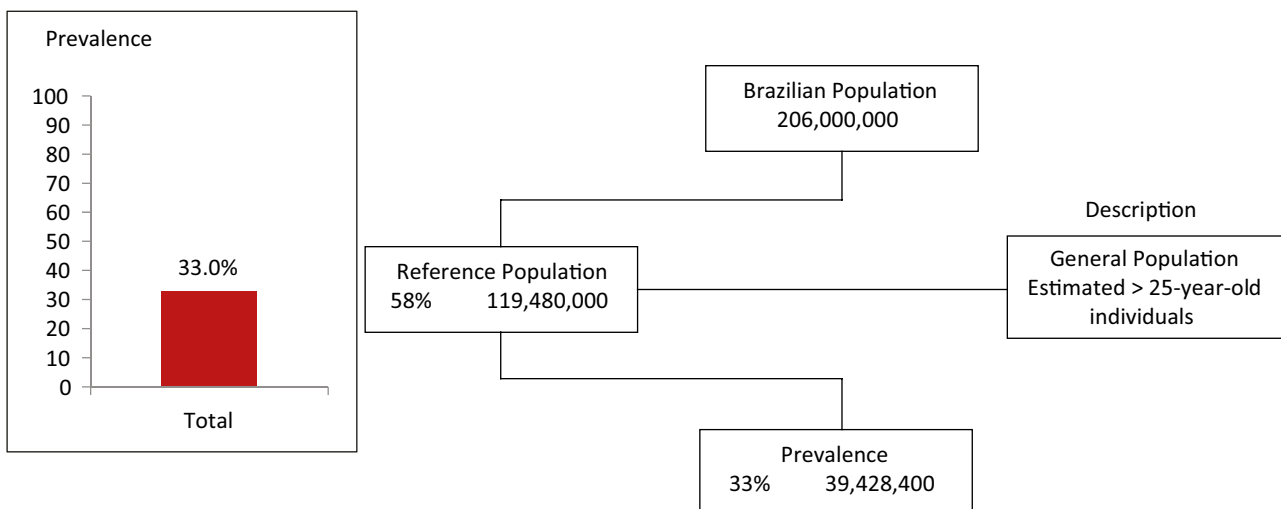 Prevalence
100
90
80
70
60
50
40
30
20
10
0
33.0%
Total
Brazilian Population
206,000,000
Reference Population
58% 119,480,000
Description
General Population
Estimated > 25-year-old
individuals
Prevalence
33% 39,428,400